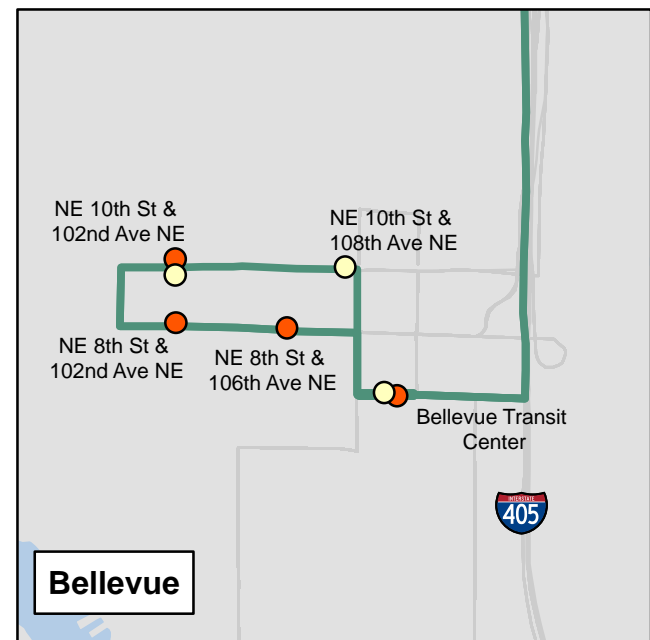 NE 10th St &
102nd Ave NE
NE 10th St &
108th Ave NE
NE 8th St &
102nd Ave NE
NE 8th St &
106th Ave NE
Bellevue Transit
Center
INTERSTATE
405
Bellevue